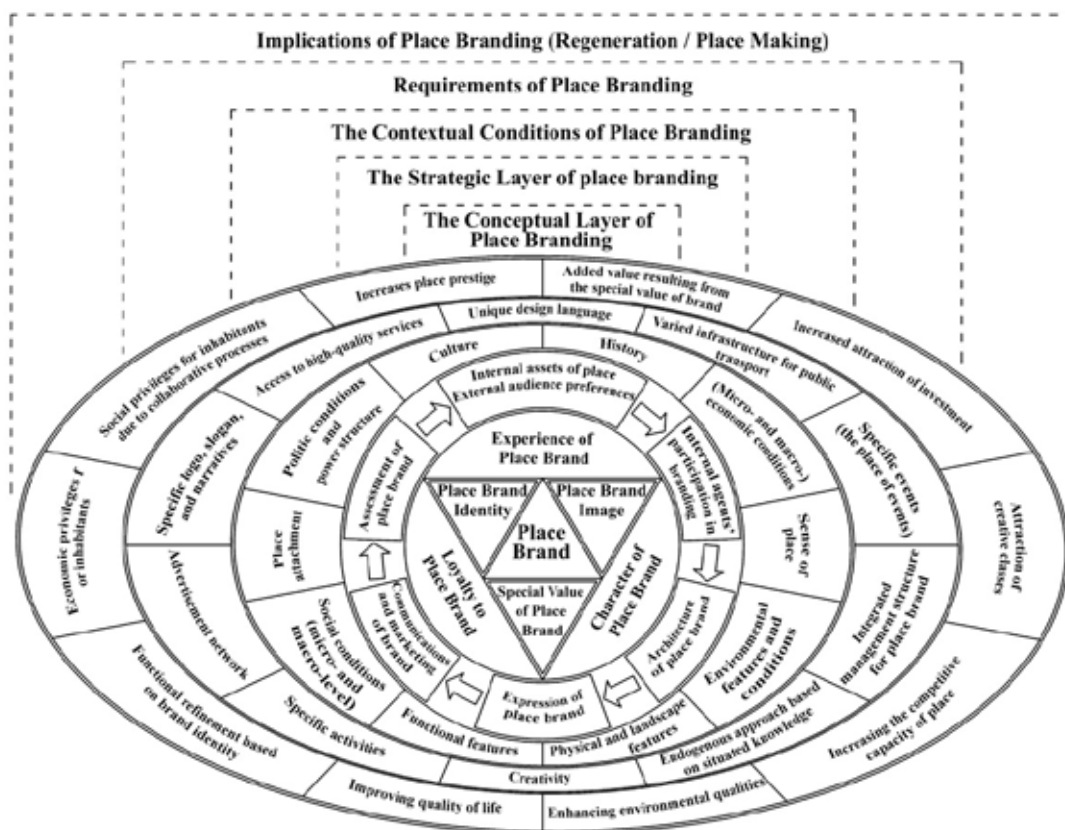 Implications of Place Branding (Regeneration / Place Making)
Requirements of Place Branding
The Contextual Conditions of Place Branding
The Strategic Layer of place branding
The Conceptual Layer of
Place Branding
Increases place prestige
Added value resulting from
the special value of brand
Increased attraction of investment
Attraction of
creative classes
Increasing the competitive
capacity of place
Enhancing environmental qualities
Improving quality of life
Functional refinement based
on brand identity
Economic privileges f
or inhabitants
Social privileges for inhabitants
due to collaborative processes
Unique design language
Varied infrastructure for public
transport
Specific events
(the place of events)
Integrated
management structure
for place brand
Endogenous approach based
on situated knowledge
Creativity
Specific activities
Advertisement network
Specific logo, slogan,
and narratives
Access to high-quality services
Culture
History
(Micro- and macro-)
economic conditions
Sense of
place
Environmental
features and
conditions
Physical and landscape
features
Functional features
Social conditions
(micro- and
macro-level)
Place
attachment
Politic conditions
and
power structure
Internal assets of place
External audience preferences
Internal agents'
participation in
branding
Architecture
of place brand
Expression of
place brand
Communications
and marketing
of brand
Assessment of
place brand
Experience of
Place Brand
Character of
Place Brand
Loyalty to
Place Brand
Place Brand
Identity
Place Brand
Image
Place
Brand
Special Value
of Place
Brand